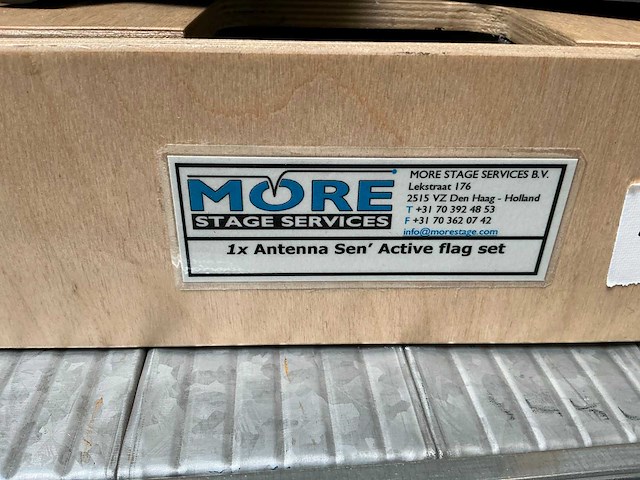 MORE
STAGE SERVICES
MORE STAGE SERVICES B.V.
Lekstraat 176
2515 VZ Den Haag - Holland
T +31 70 392 48 53
F +31 70 362 07 42
info@morestage.com
1x Antenna Sen' Active flag set